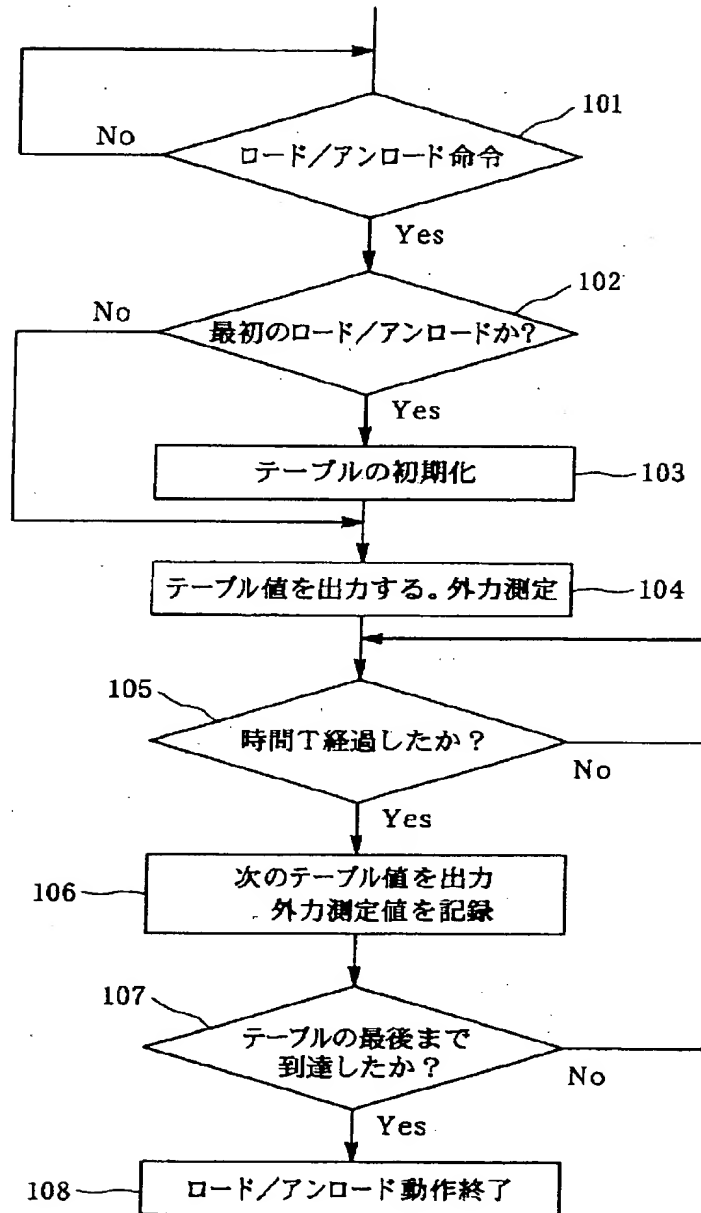 101
No
ロード/アンロード命令
Yes
102
No
最初のロード/アンロードか?
Yes
テーブルの初期化
103
テーブル値を出力する。外力測定
104
105
時間T経過したか?
No
Yes
106
次のテーブル値を出力
外力測定値を記録
107
テーブルの最後まで
到達したか?
No
Yes
108
ロード/アンロード動作終了